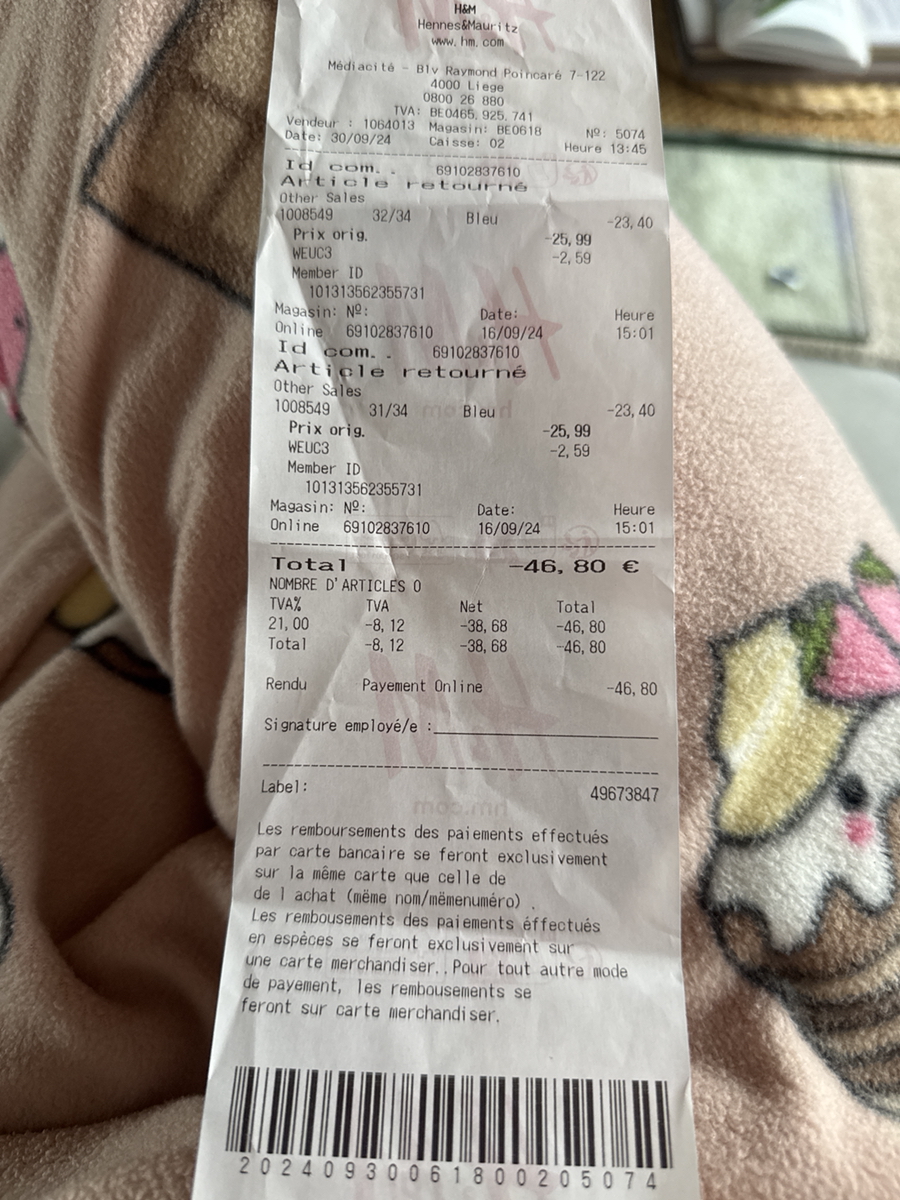 H&M
Hennes&Mauritz
www.hm.com
Médiacité - Blv Raymond Poincaré 7-122
4000 Liege
0800 26 880
TVA: BE0465.925.741
Vendeur : 1064013 Magasin: BE0618 Nº: 5074
Date: 30/09/24 Caisse: 02 Heure 13:45
Id com. . 69102837610
Article retourné
Other Sales
1008549 32/34 Bleu -23,40
Prix orig. -25,99
WEUC3 -2,59
Member ID
101313562355731
Magasin: Nº: Date: Heure
Online 69102837610 16/09/24 15:01
Id com. . 69102837610
Article retourné
Other Sales
1008549 31/34 Bleu -23,40
Prix orig. -25,99
WEUC3 -2,59
Member ID
101313562355731
Magasin: Nº: Date: Heure
Online 69102837610 16/09/24 15:01
Total -46,80 €
NOMBRE D'ARTICLES 0
TVA% TVA Net Total
21,00 -8,12 -38,68 -46,80
Total -8,12 -38,68 -46,80
Rendu Payement Online -46,80
Signature employé/e :
Label: 49673847
Les remboursements des paiements effectués
par carte bancaire se feront exclusivement
sur la même carte que celle de
de l achat (mëme nom/mëmenuméro) .
Les rembousements des paiements éffectués
en espèces se feront exclusivement sur
une carte merchandiser..Pour tout autre mode
de payement, les rembousements se
feront sur carte merchandiser.
20240930061800205074